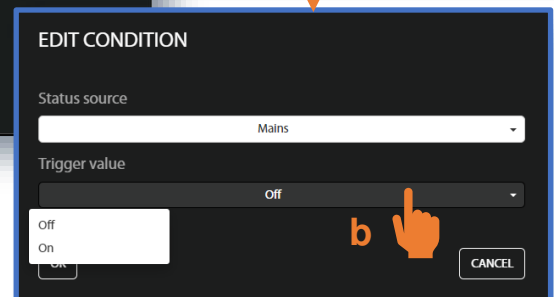 EDIT CONDITION
Status source
Mains
Trigger value
Off
Off
On
b
OK
CANCEL